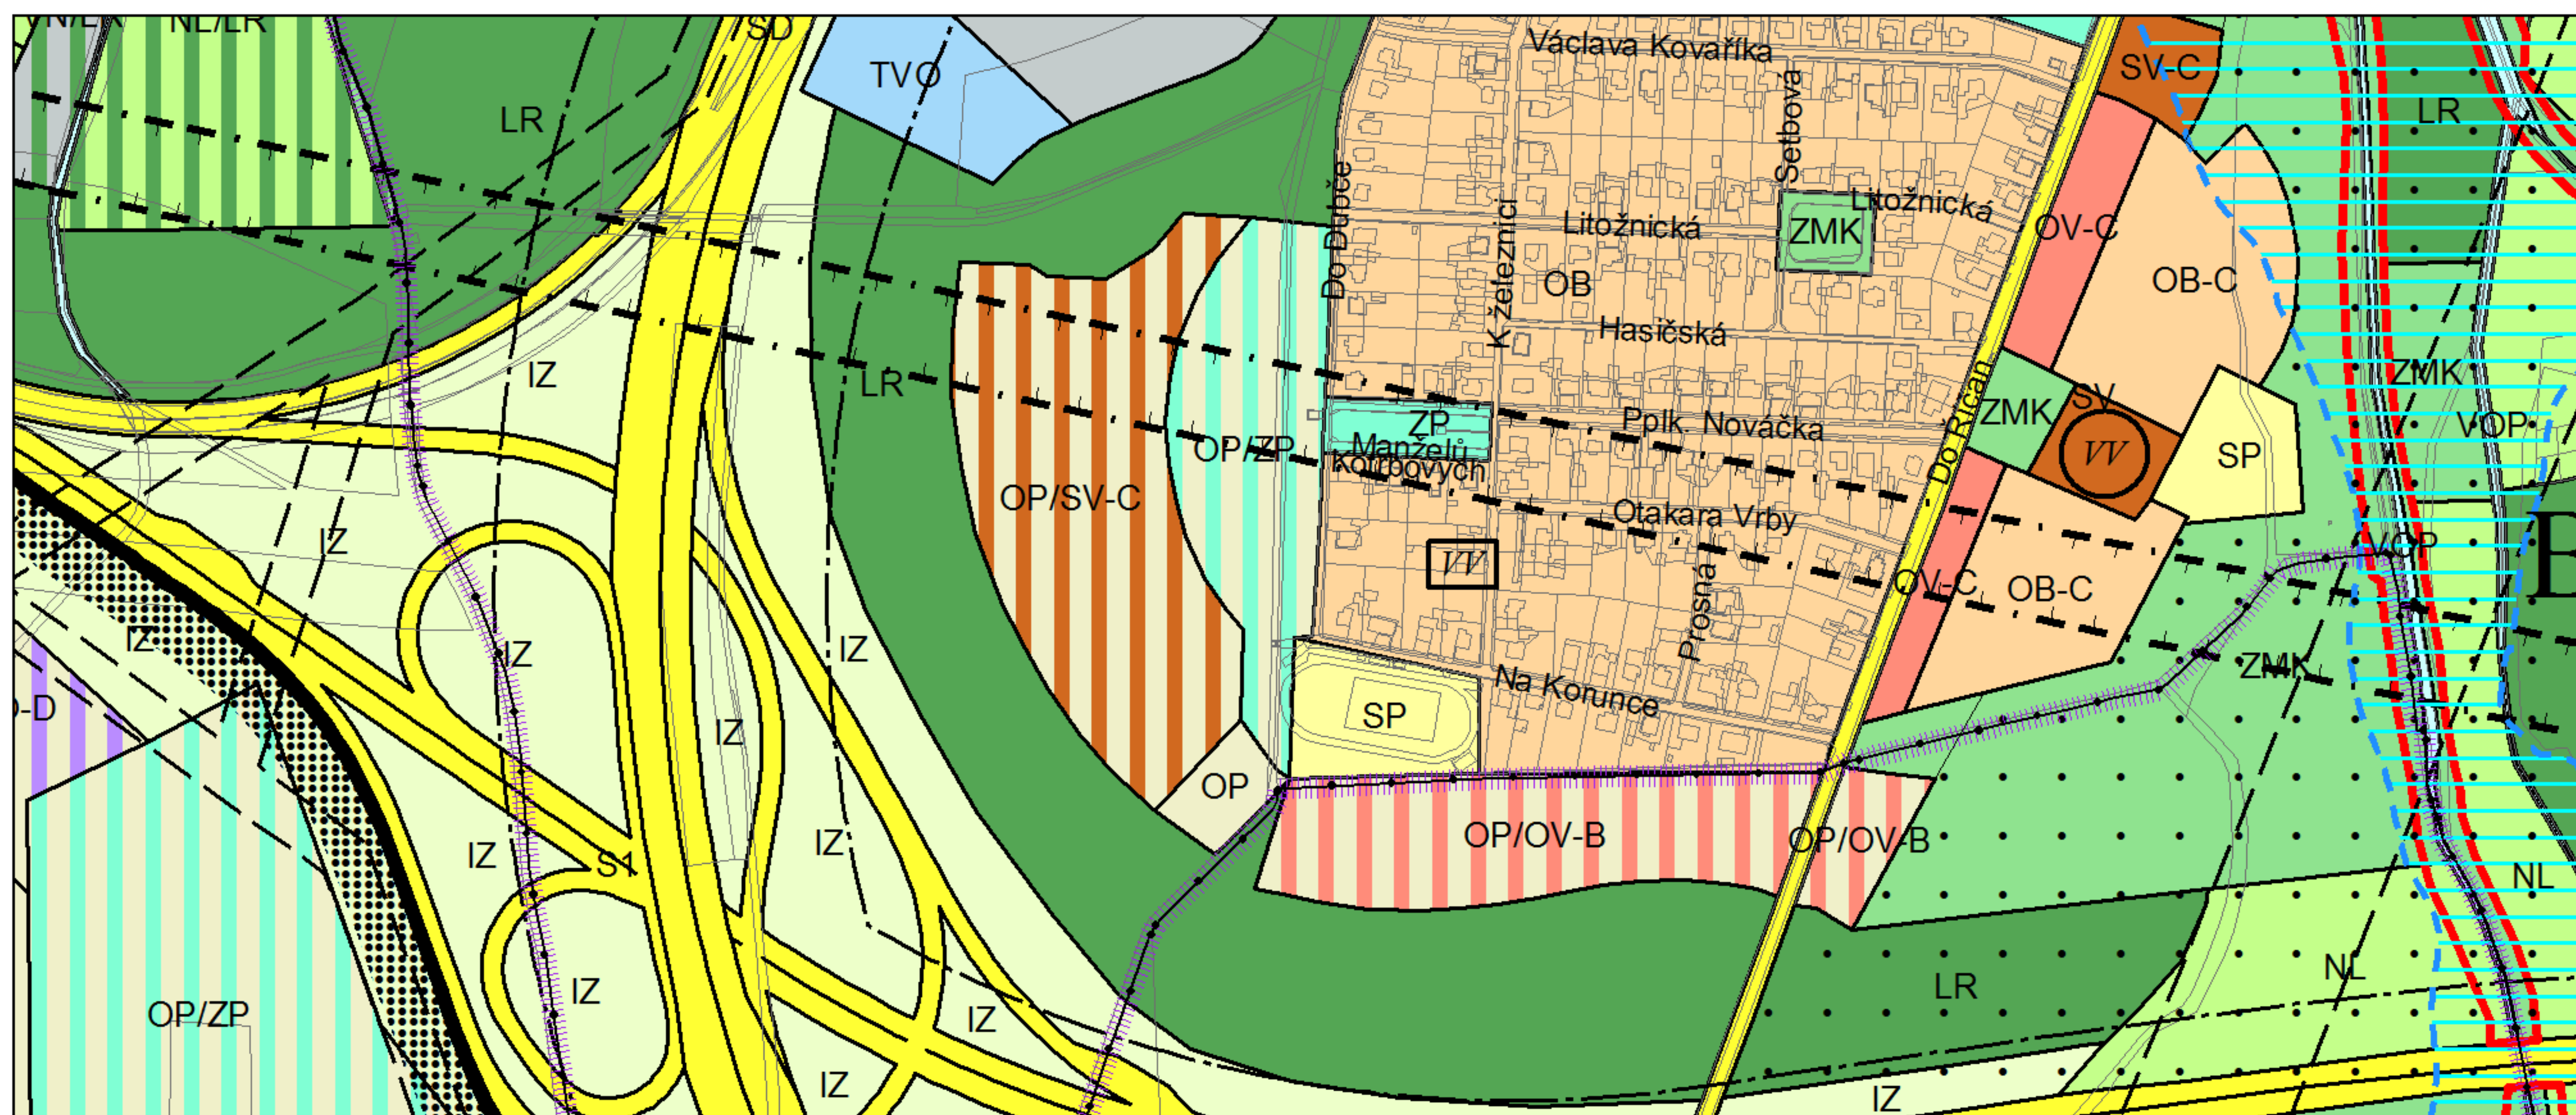 NL/LR
SD
TVO
LR
Václava Kovaříka
SV-C
LR
Šetbová
Litožnická
Litožnická
ZMK
OV-C
Do Dubče
K železnici
OB
OB-C
Hasičská
IZ
LR
ZMK
Do Říčan
ZMK
SV
VV
SP
VOP
ZP
Manželů
Kotrbových
Pplk. Nováčka
OP/ZP
OP/SV-C
Otakara Vrby
IZ
VV
Prosná
OV-C
OB-C
VOP
IZ
IZ
IZ
ZMK
Na Korunce
SP
IZ
OP
OP/OV-B
OP/OV-B
IZ
IZ
S1
NL
NL
LR
IZ
IZ
OP/ZP
IZ
IZ